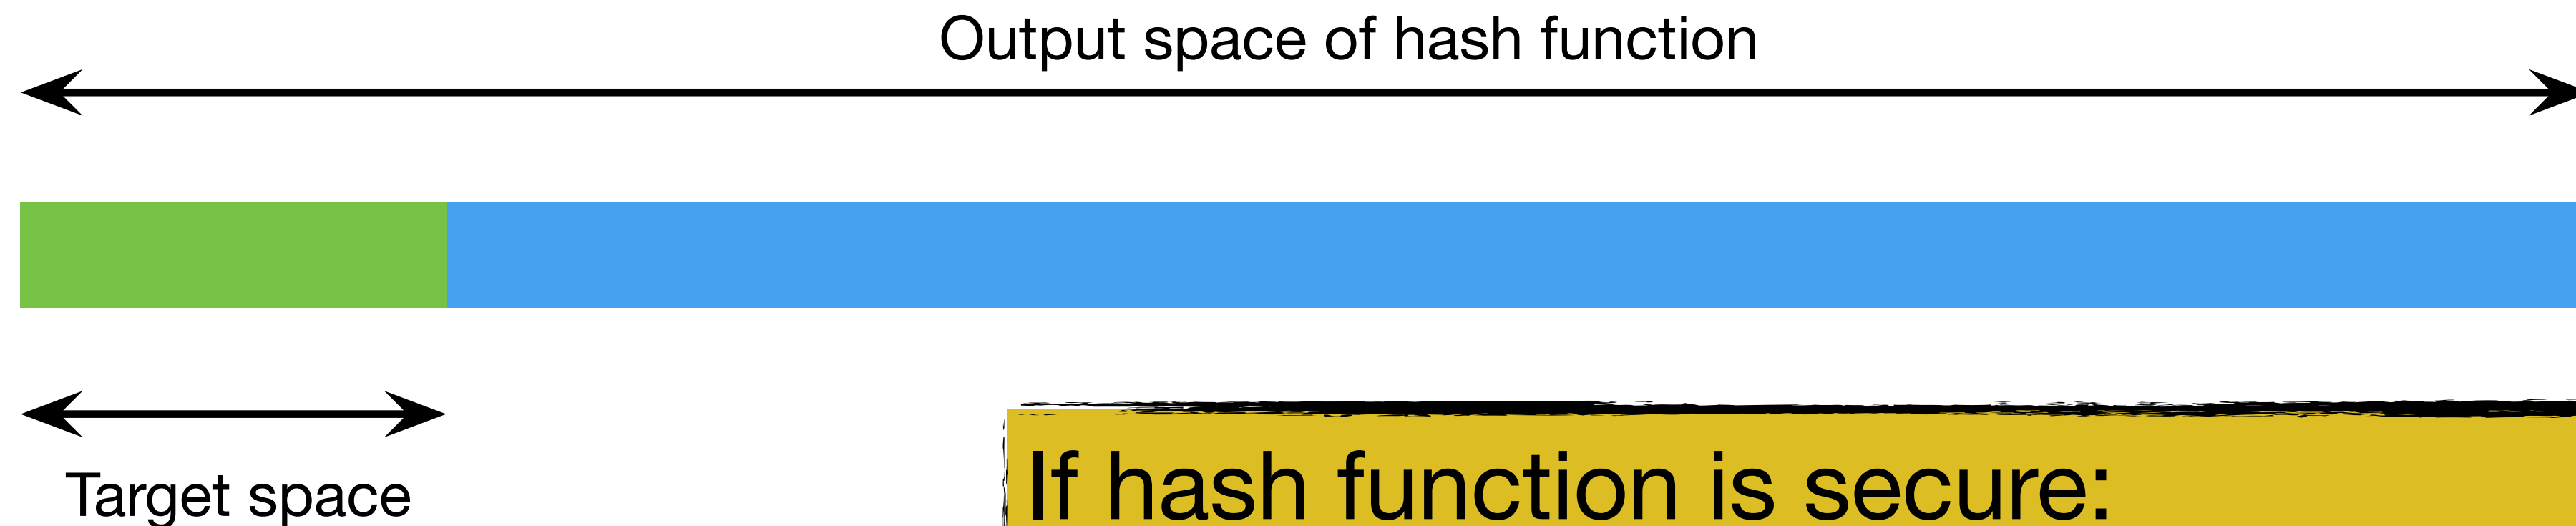 Output space of hash function
Target space
If hash function is secure: